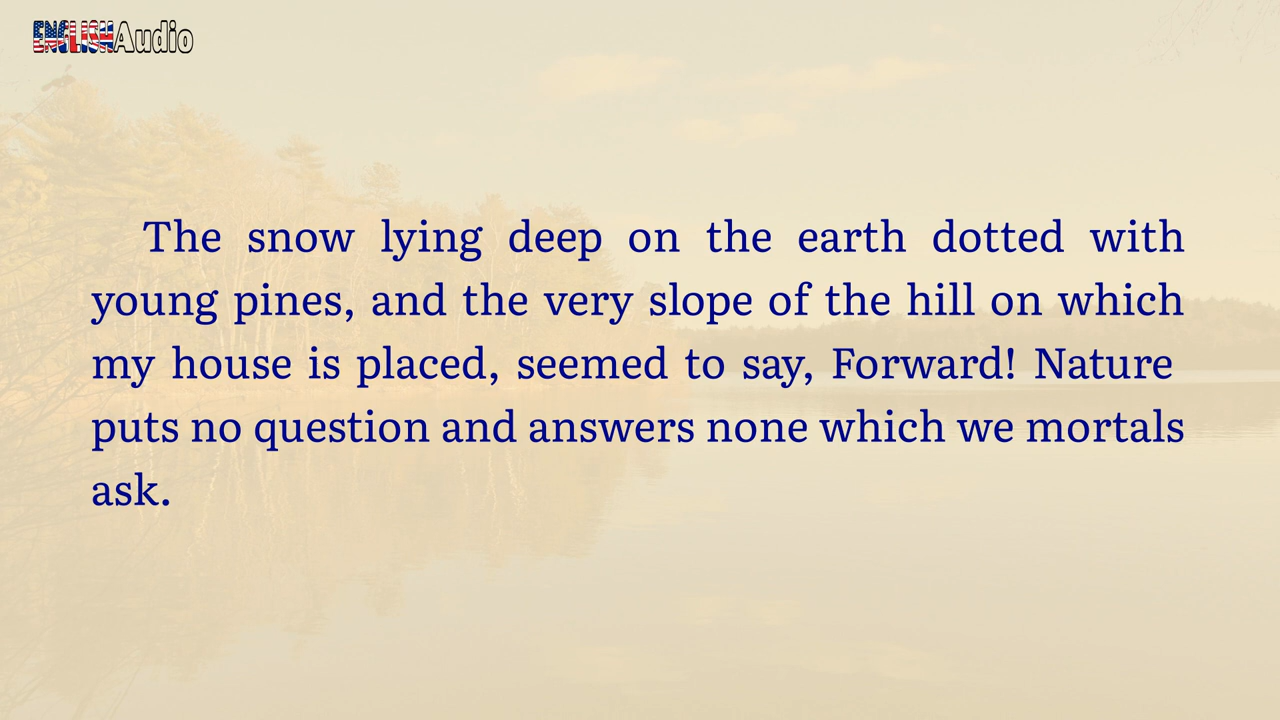 ENGLISHAudio
The snow lying deep on the earth dotted with
young pines, and the very slope of the hill on which
my house is placed, seemed to say, Forward! Nature
puts no question and answers none which we mortals
ask.